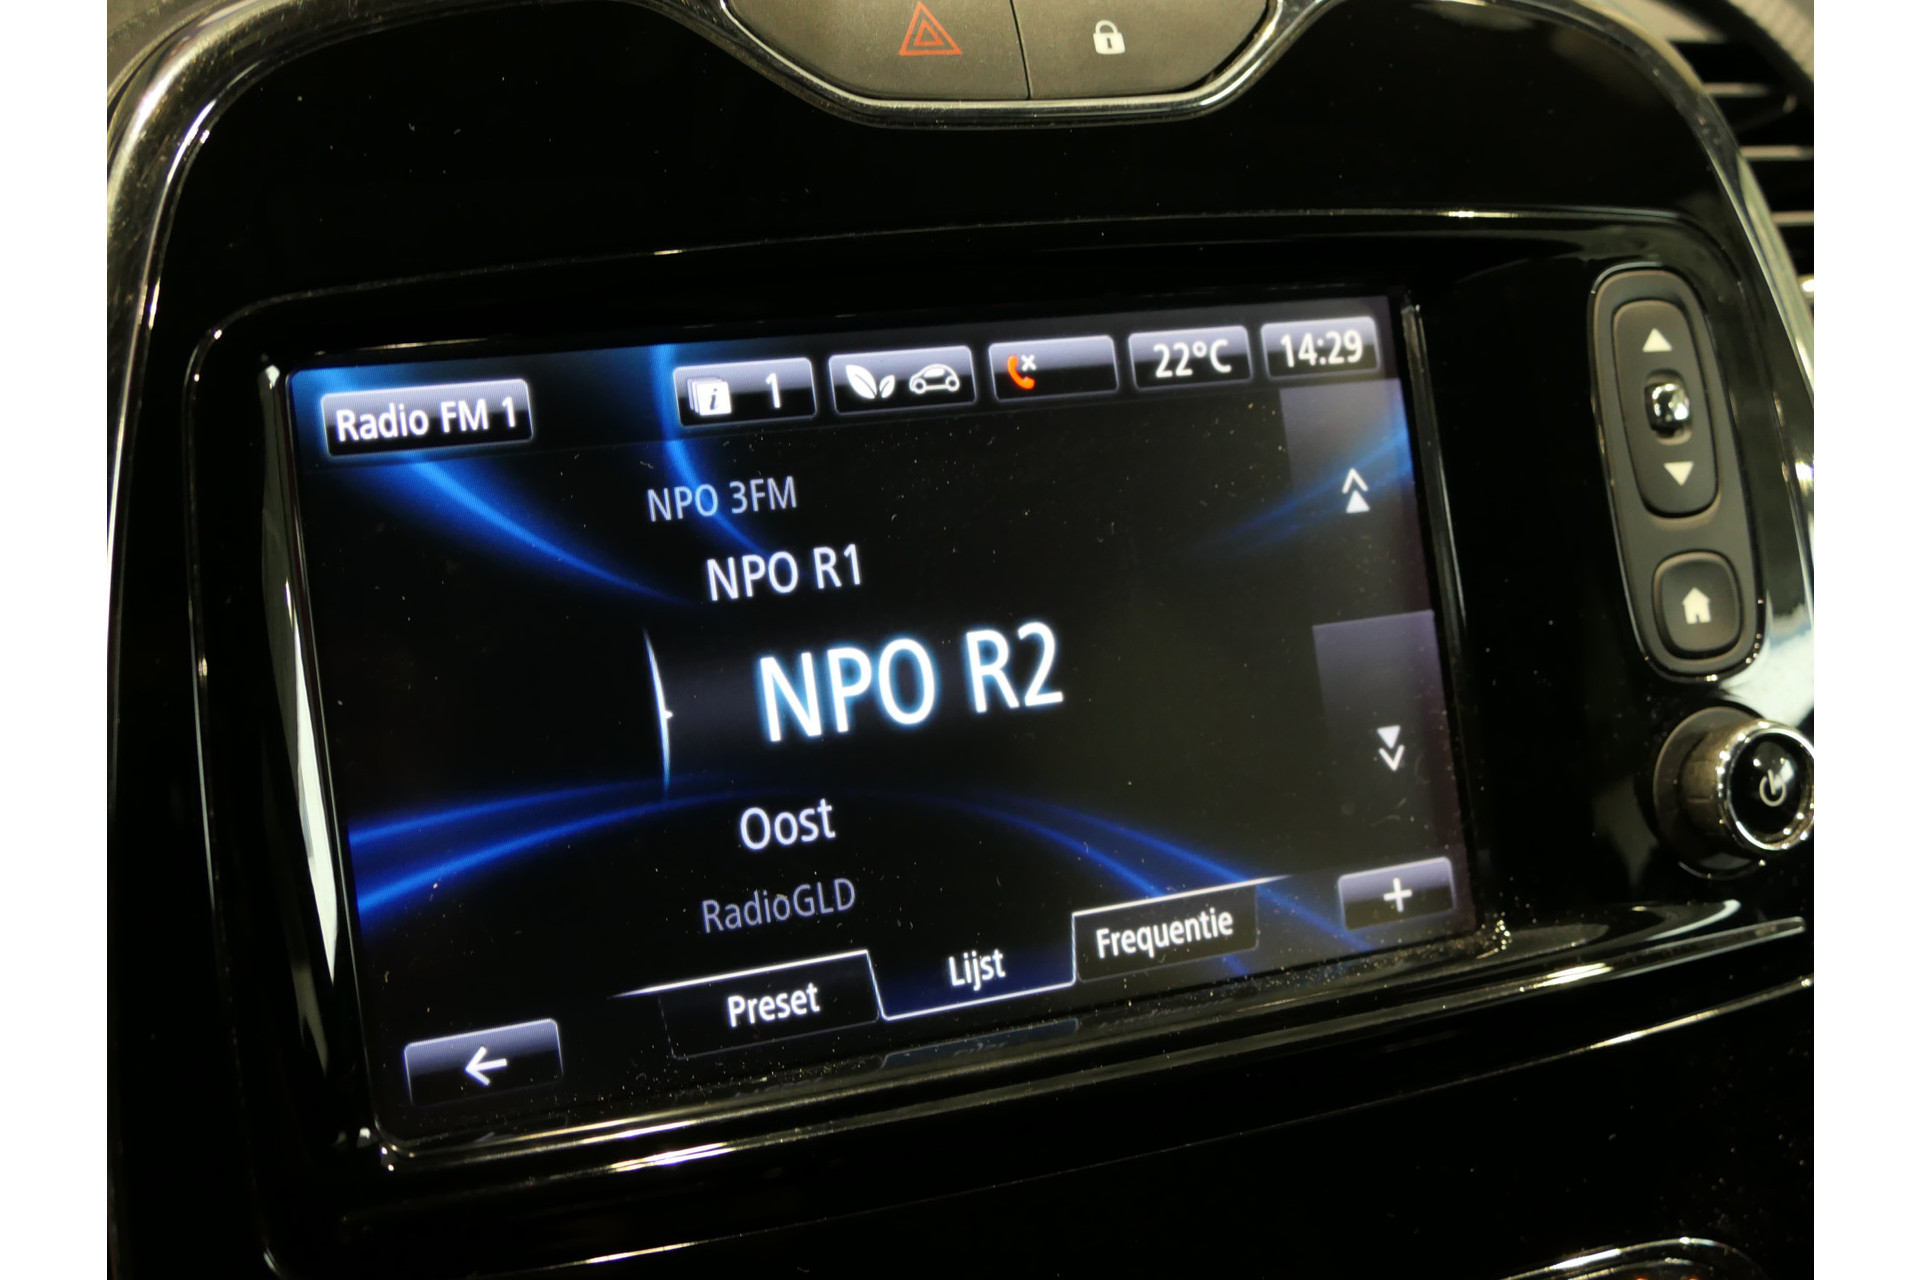 Radio FM 1
i 1
22°C
14:29
NPO 3FM
NPO R1
NPO R2
Oost
RadioGLD
Preset
Lijst
Frequentie
+